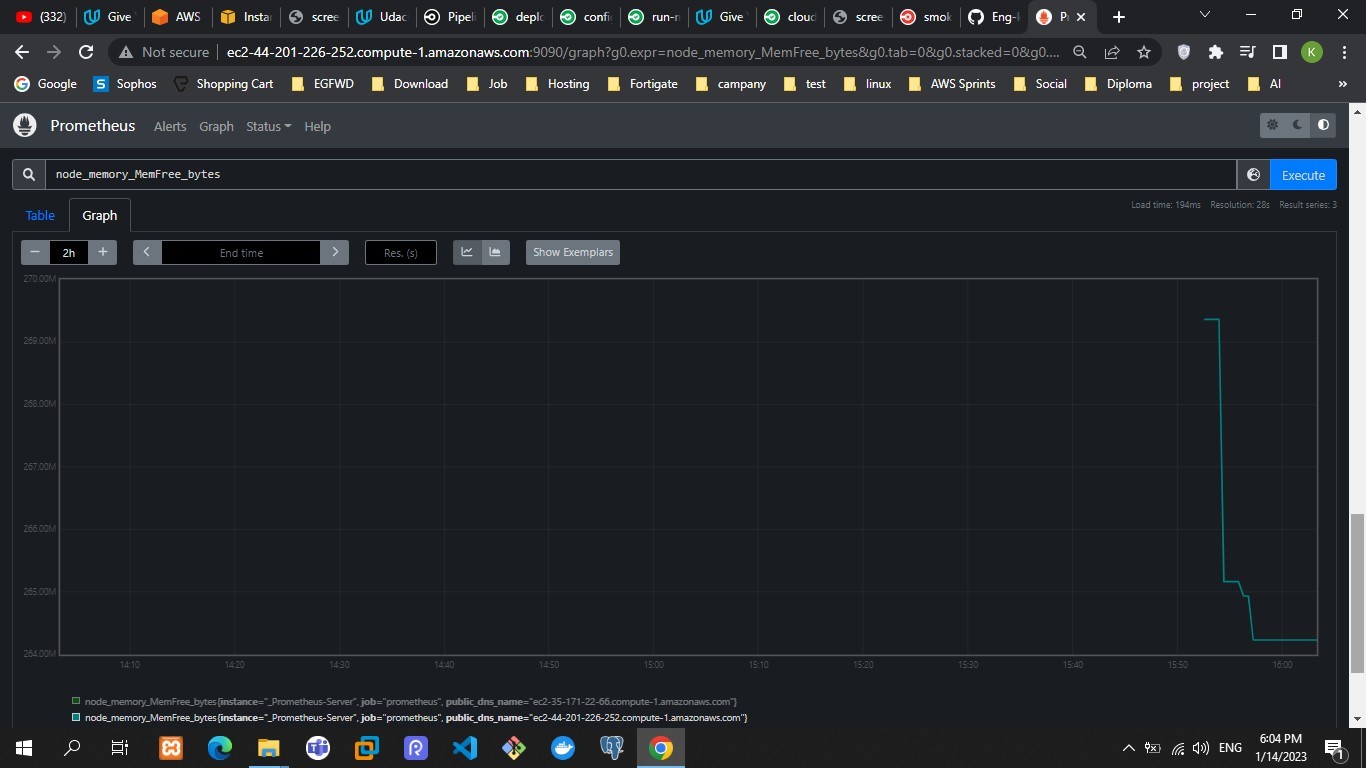 (332) Give AWS Insta scree Udac Pipeli deplo config run-n Give cloud scree smok Eng-k P
Not secure ec2-44-201-226-252.compute-1.amazonaws.com:9090/graph?g0.expr=node_memory_MemFree_bytes&g0.tab=0&g0.stacked=0&g0.... K
Google Sophos Shopping Cart EGFWD Download Job Hosting Fortigate campany test linux AWS Sprints Social Diploma project AI »
Prometheus Alerts Graph Status Help
node_memory_MemFree_bytes Execute
Load time: 194ms Resolution: 28s Result series: 3
Table Graph
− 2h + End time Res. (s) Show Exemplars
270.00M
269.00M
268.00M
267.00M
266.00M
265.00M
264.00M
14:10 14:20 14:30 14:40 14:50 15:00 15:10 15:20 15:30 15:40 15:50 16:00
node_memory_MemFree_bytes{instance="_Prometheus-Server", job="prometheus", public_dns_name="ec2-35-171-22-66.compute-1.amazonaws.com"}
node_memory_MemFree_bytes{instance="_Prometheus-Server", job="prometheus", public_dns_name="ec2-44-201-226-252.compute-1.amazonaws.com"}
ENG 6:04 PM
1/14/2023 1